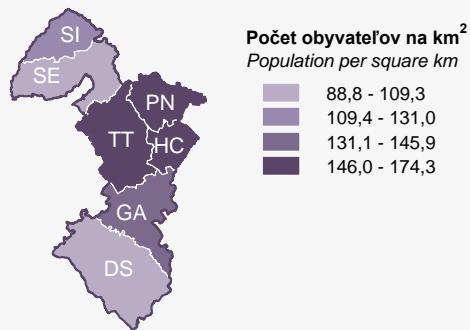 SI
SE
PN
TT
HC
GA
DS
Počet obyvateľov na km²
Population per square km
88,8 - 109,3
109,4 - 131,0
131,1 - 145,9
146,0 - 174,3